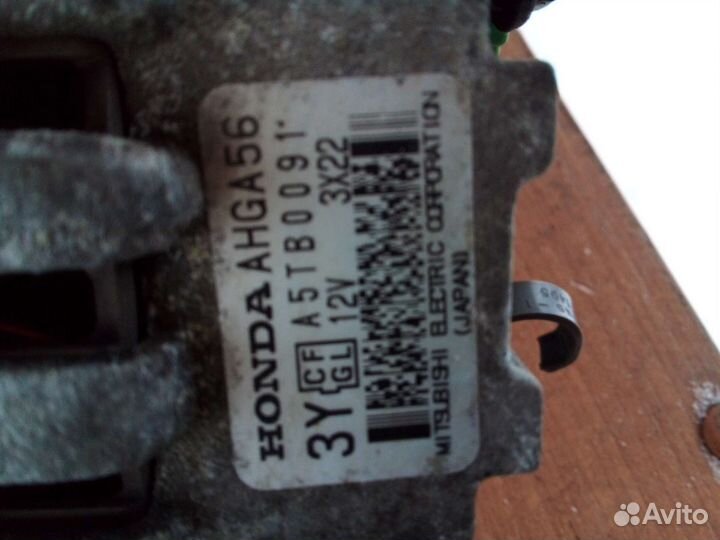 HONDA AHGA56
3Y CF GL A5TB0091*
12V 3X22
MITSUBISHI ELECTRIC CORPORATION
(JAPAN)
Avito